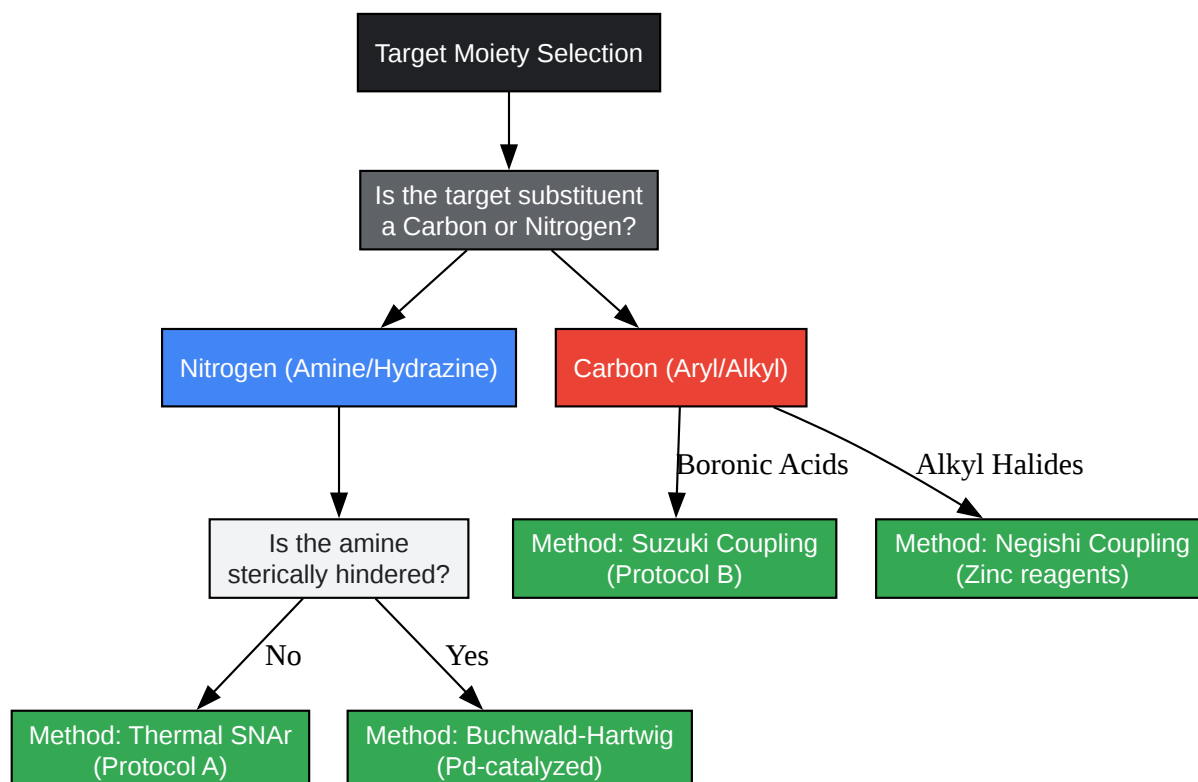 Target Moiety Selection
Is the target substituent
a Carbon or Nitrogen?
Nitrogen (Amine/Hydrazine)
Carbon (Aryl/Alkyl)
Boronic Acids
Alkyl Halides
Is the amine
sterically hindered?
Method: Suzuki Coupling
(Protocol B)
Method: Negishi Coupling
(Zinc reagents)
No
Yes
Method: Thermal SNAr
(Protocol A)
Method: Buchwald-Hartwig
(Pd-catalyzed)